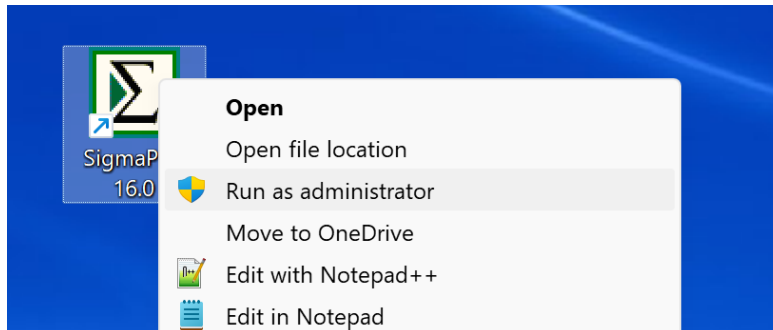 SigmaP
16.0
Open
Open file location
Run as administrator
Move to OneDrive
Edit with Notepad++
Edit in Notepad